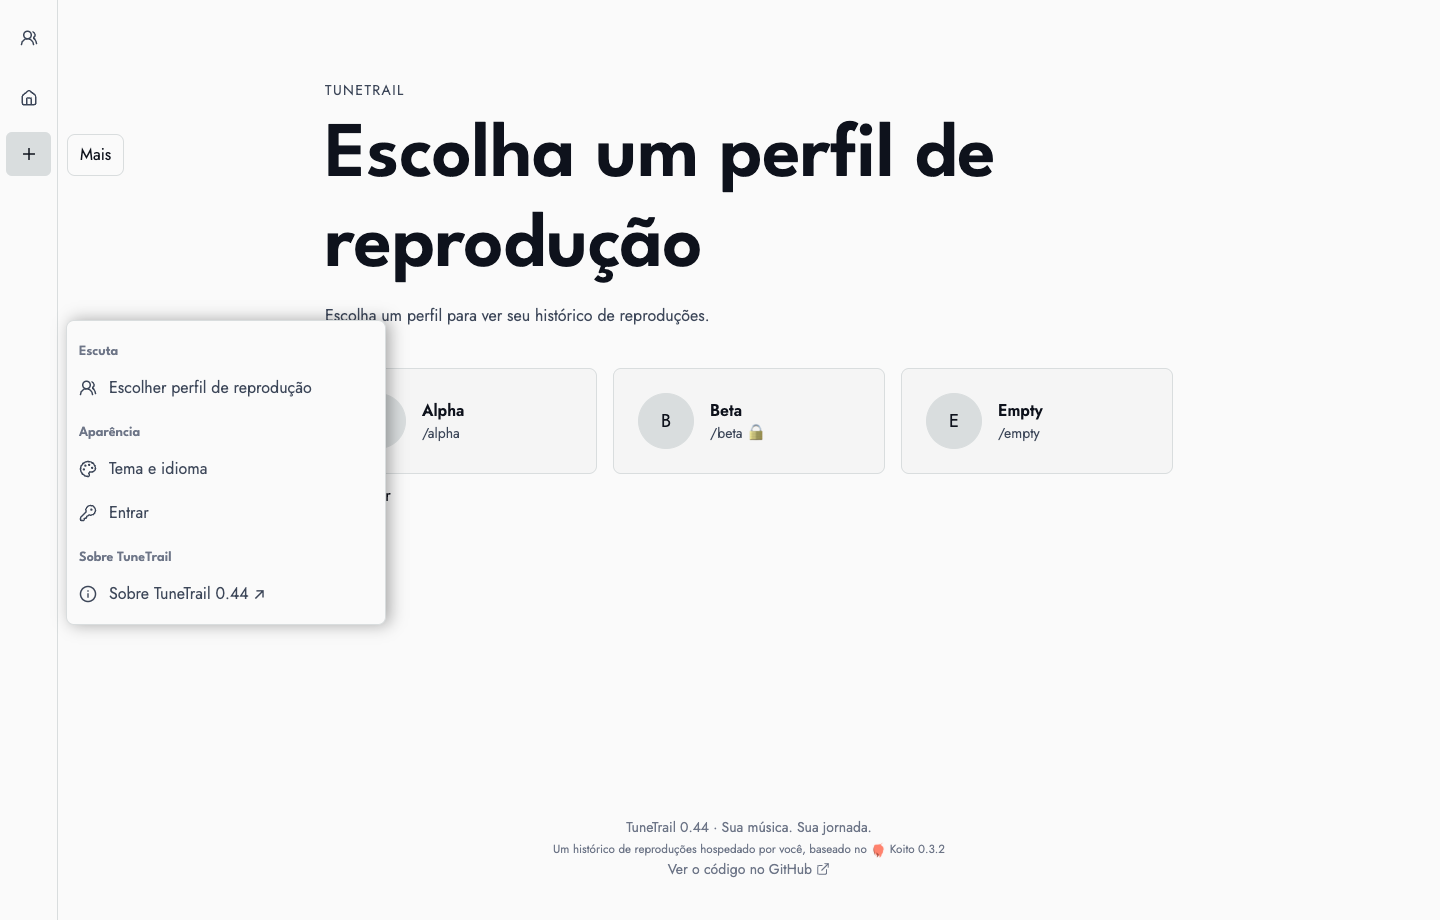 TUNETRAIL
Escolha um perfil de
reprodução
Mais
Escolha um perfil para ver seu histórico de reproduções.
Escuta
Escolher perfil de reprodução
Aparência
Tema e idioma
Entrar
Sobre TuneTrail
Sobre TuneTrail 0.44
Alpha
/alpha
B
Beta
/beta
E
Empty
/empty
TuneTrail 0.44 · Sua música. Sua jornada.
Um histórico de reproduções hospedado por você, baseado no Koito 0.3.2
Ver o código no GitHub